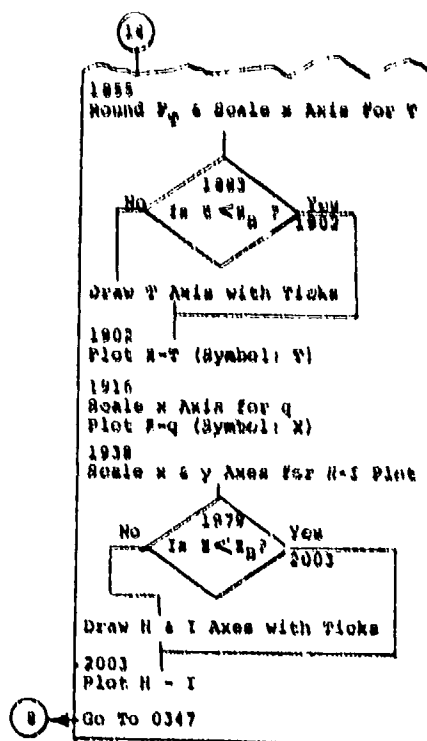 1855
Round F_T & Scale x Axis for T
1883
No Is Yes
1902
Draw T Axis with Ticks
1902
Plot H-T (Symbol: T)
1916
Scale x Axis for q
Plot H-q (Symbol: X)
1938
Scale x & y Axes for H-I Plot
1979
No Is Yes
2003
Draw H & I Axes with Ticks
2003
Plot H - I
8 Go To 0347